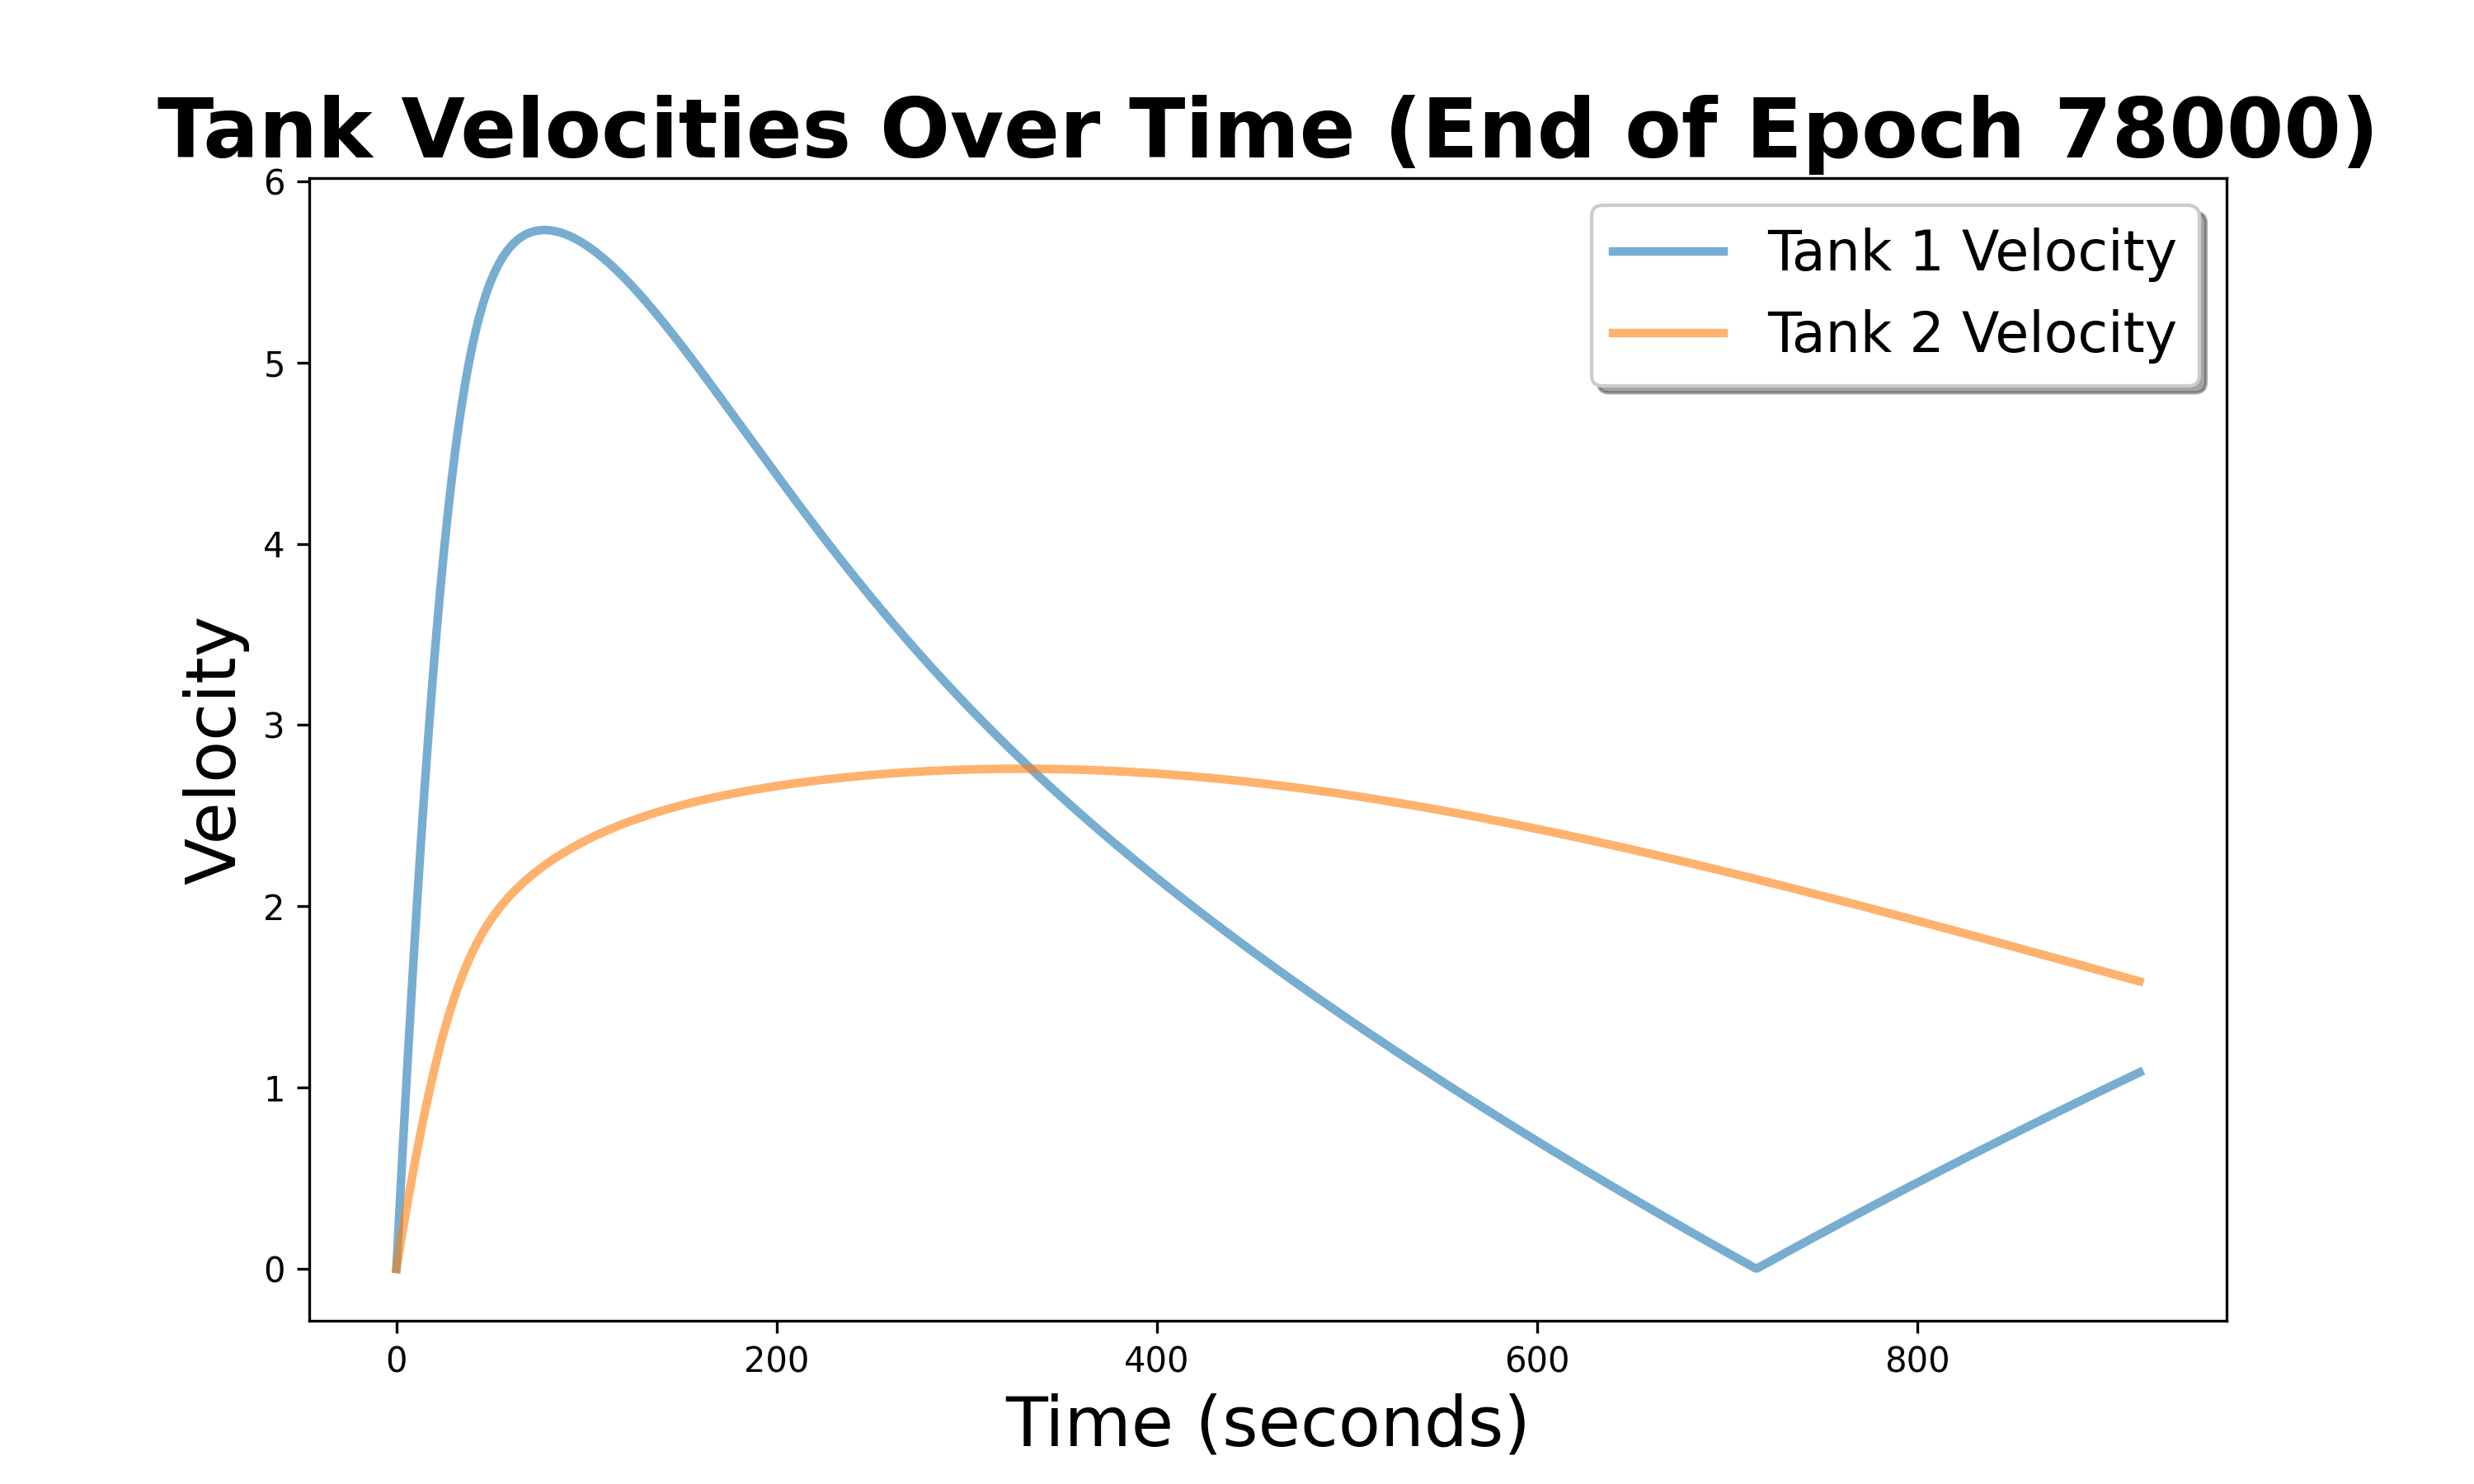 Tank Velocities Over Time (End of Epoch 78000)
Tank 1 Velocity
Tank 2 Velocity
Velocity
6
5
4
3
2
1
0
0 200 400 600 800
Time (seconds)